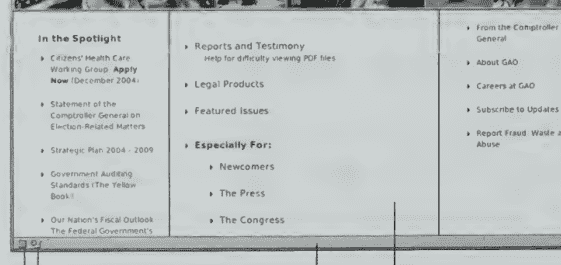 In the Spotlight
Citizens' Health Care
Working Group: Apply
Now (December 2004)
Statement of the
Comptroller General on
Election-Related Matters
Strategic Plan 2004 - 2009
Government Auditing
Standards (The Yellow
Book)
Our Nation's Fiscal Outlook
The Federal Government's
Reports and Testimony
Help for difficulty viewing PDF files
Legal Products
Featured Issues
Especially For:
Newcomers
The Press
The Congress
From the Comptroller
General
About GAO
Careers at GAO
Subscribe to Updates
Report Fraud, Waste a
Abuse